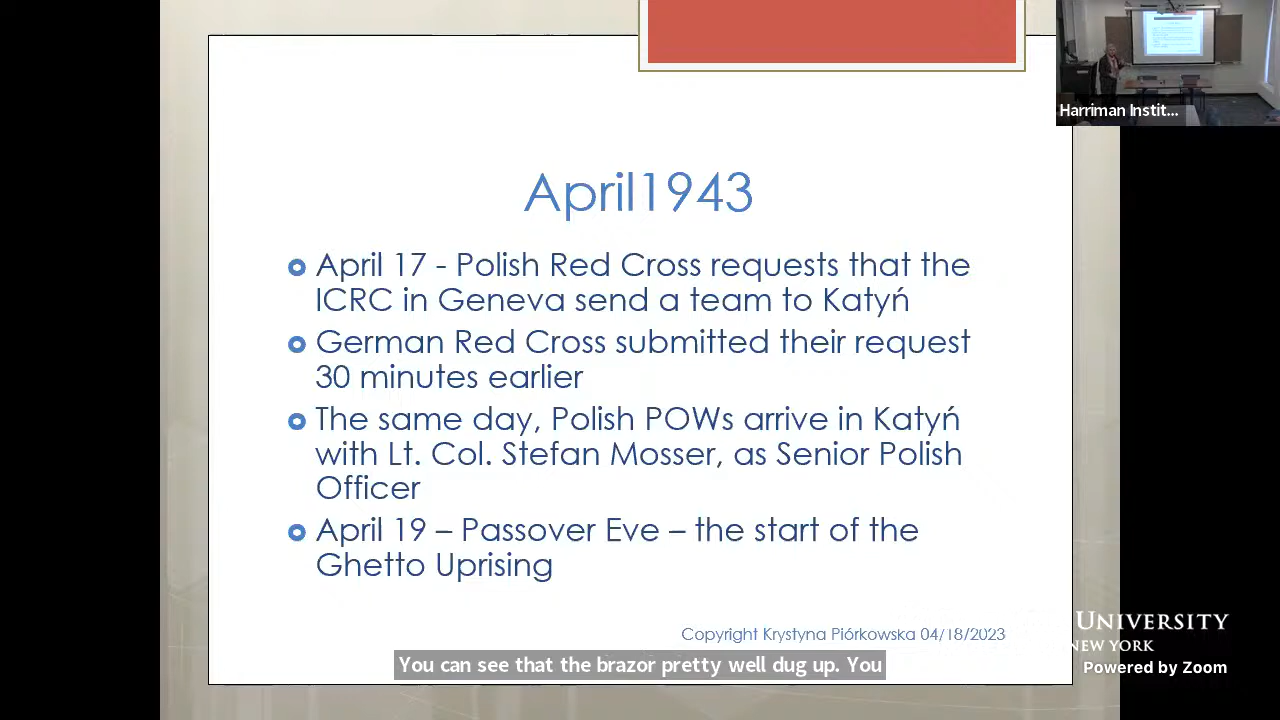 Harriman Instit...
April1943
April 17 - Polish Red Cross requests that the
ICRC in Geneva send a team to Katyń
German Red Cross submitted their request
30 minutes earlier
The same day, Polish POWs arrive in Katyń
with Lt. Col. Stefan Mosser, as Senior Polish
Officer
April 19 – Passover Eve – the start of the
Ghetto Uprising
Copyright Krystyna Piórkowska 04/18/2023
You can see that the brazor pretty well dug up. You
UNIVERSITY
NEW YORK
Powered by Zoom